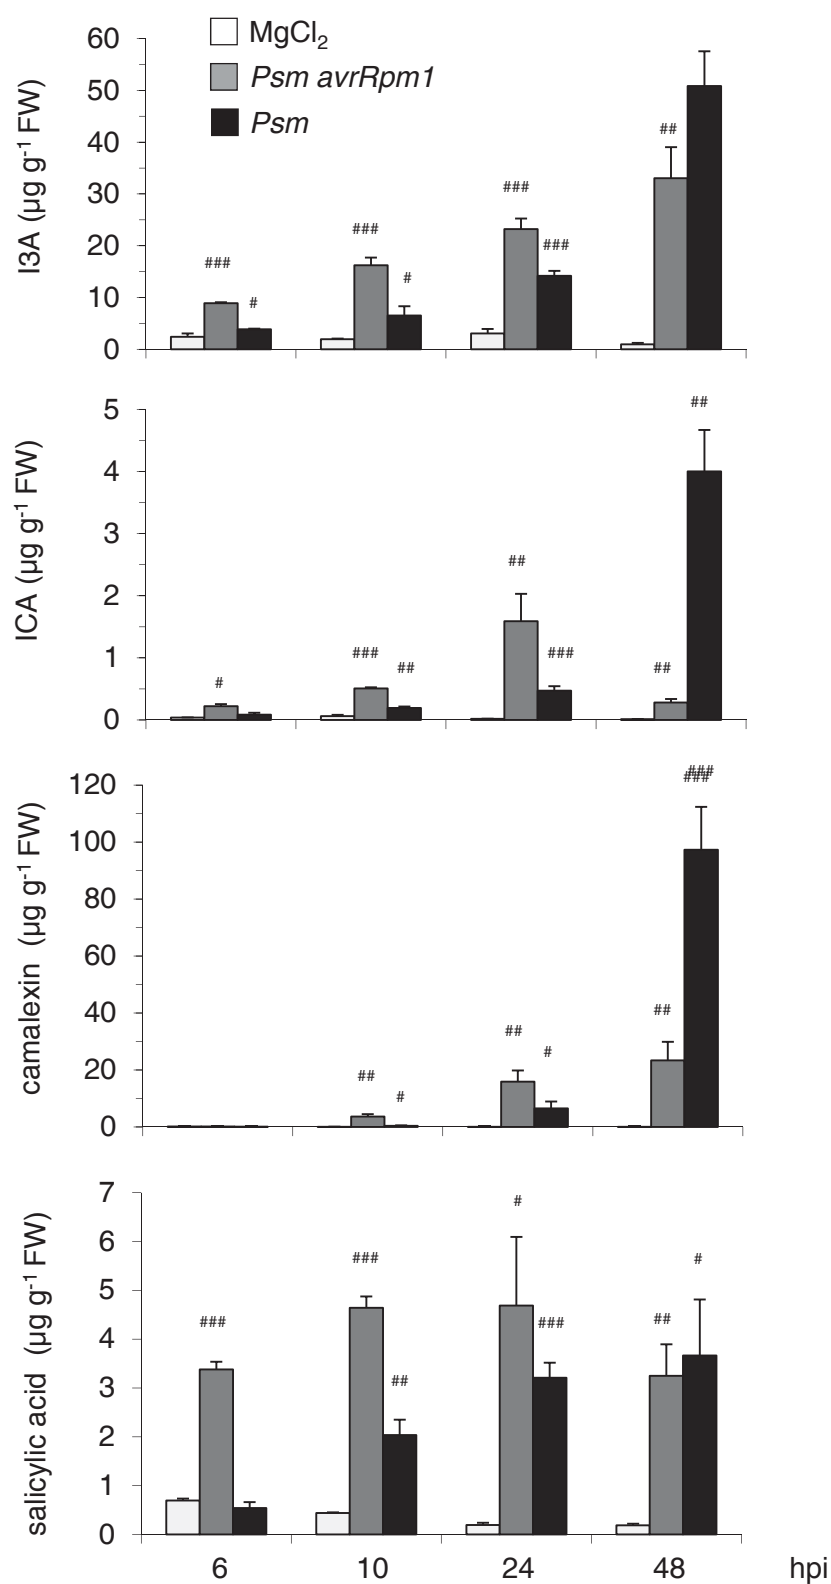 MgCl₂
Psm avrRpm1
Psm
I3A (µg g⁻¹ FW)
60
50
40
30
20
10
0
### # ### # ### ### ##
ICA (µg g⁻¹ FW)
5
4
3
2
1
0
# ### ## ## ### ## ##
camalexin (µg g⁻¹ FW)
120
100
80
60
40
20
0
## # ## # ## ### ###
salicylic acid (µg g⁻¹ FW)
7
6
5
4
3
2
1
0
### ### ## # ### ## #
6 10 24 48 hpi